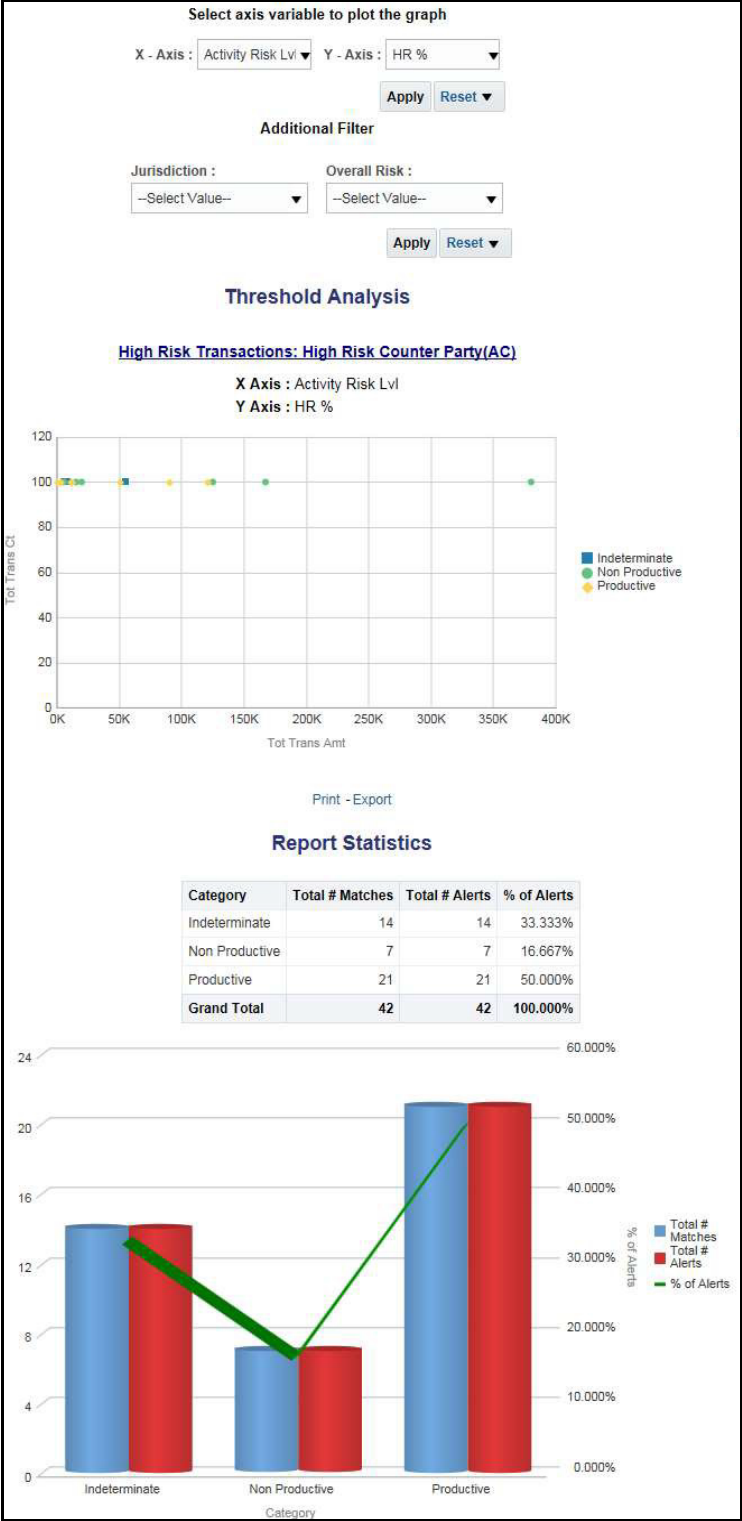 Select axis variable to plot the graph
X - Axis : Activity Risk Lvl Y - Axis : HR %
Apply Reset
Additional Filter
Jurisdiction : Overall Risk :
--Select Value-- --Select Value--
Apply Reset
Threshold Analysis
High Risk Transactions: High Risk Counter Party(AC)
X Axis : Activity Risk Lvl
Y Axis : HR %
120
100
80
60
40
20
0
Tot Trans Ct
0K 50K 100K 150K 200K 250K 300K 350K 400K
Tot Trans Amt
Indeterminate
Non Productive
Productive
Print - Export
Report Statistics
Category Total # Matches Total # Alerts % of Alerts
Indeterminate 14 14 33.333%
Non Productive 7 7 16.667%
Productive 21 21 50.000%
Grand Total 42 42 100.000%
24
20
16
12
8
4
0
60.000%
50.000%
40.000%
30.000%
20.000%
10.000%
0.000%
% of Alerts
Total #
Matches
Total #
Alerts
% of Alerts
Indeterminate Non Productive Productive
Category